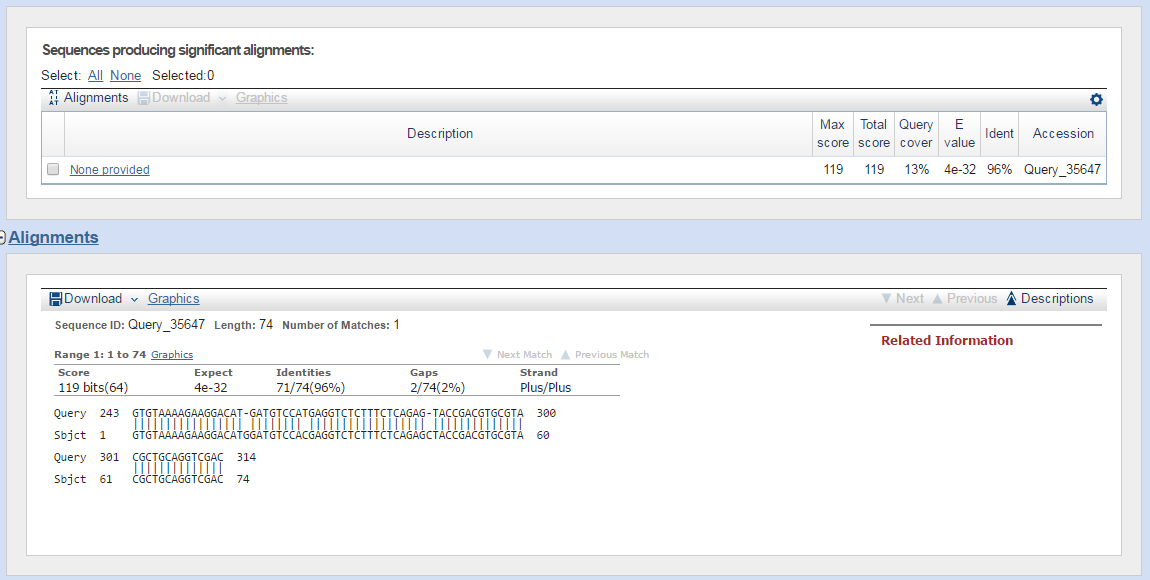 Sequences producing significant alignments:
Select: All None Selected:0
AT AT Alignments Download Graphics
Description Max score Total score Query cover E value Ident Accession
None provided 119 119 13% 4e-32 96% Query_35647
Alignments
Download Graphics Next Previous Descriptions
Sequence ID: Query_35647 Length: 74 Number of Matches: 1
Related Information
Range 1: 1 to 74 Graphics Next Match Previous Match
Score Expect Identities Gaps Strand
119 bits(64) 4e-32 71/74(96%) 2/74(2%) Plus/Plus
Query 243 GTGTAAAAGAAGGACAT-GATGTCCATGAGGTCTCTTTCTCAGAG-TACCGACGTGCGTA 300
Sbjct 1 GTGTAAAAGAAGGACATGGATGTCCACGAGGTCTCTTTCTCAGAGCTACCGACGTGCGTA 60
Query 301 CGCTGCAGGTCGAC 314
Sbjct 61 CGCTGCAGGTCGAC 74